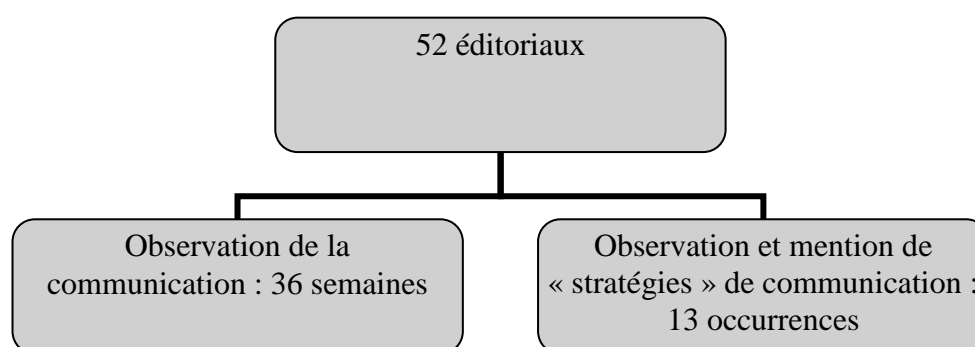 52 éditoriaux
Observation de la
communication : 36 semaines
Observation et mention de
« stratégies » de communication :
13 occurrences